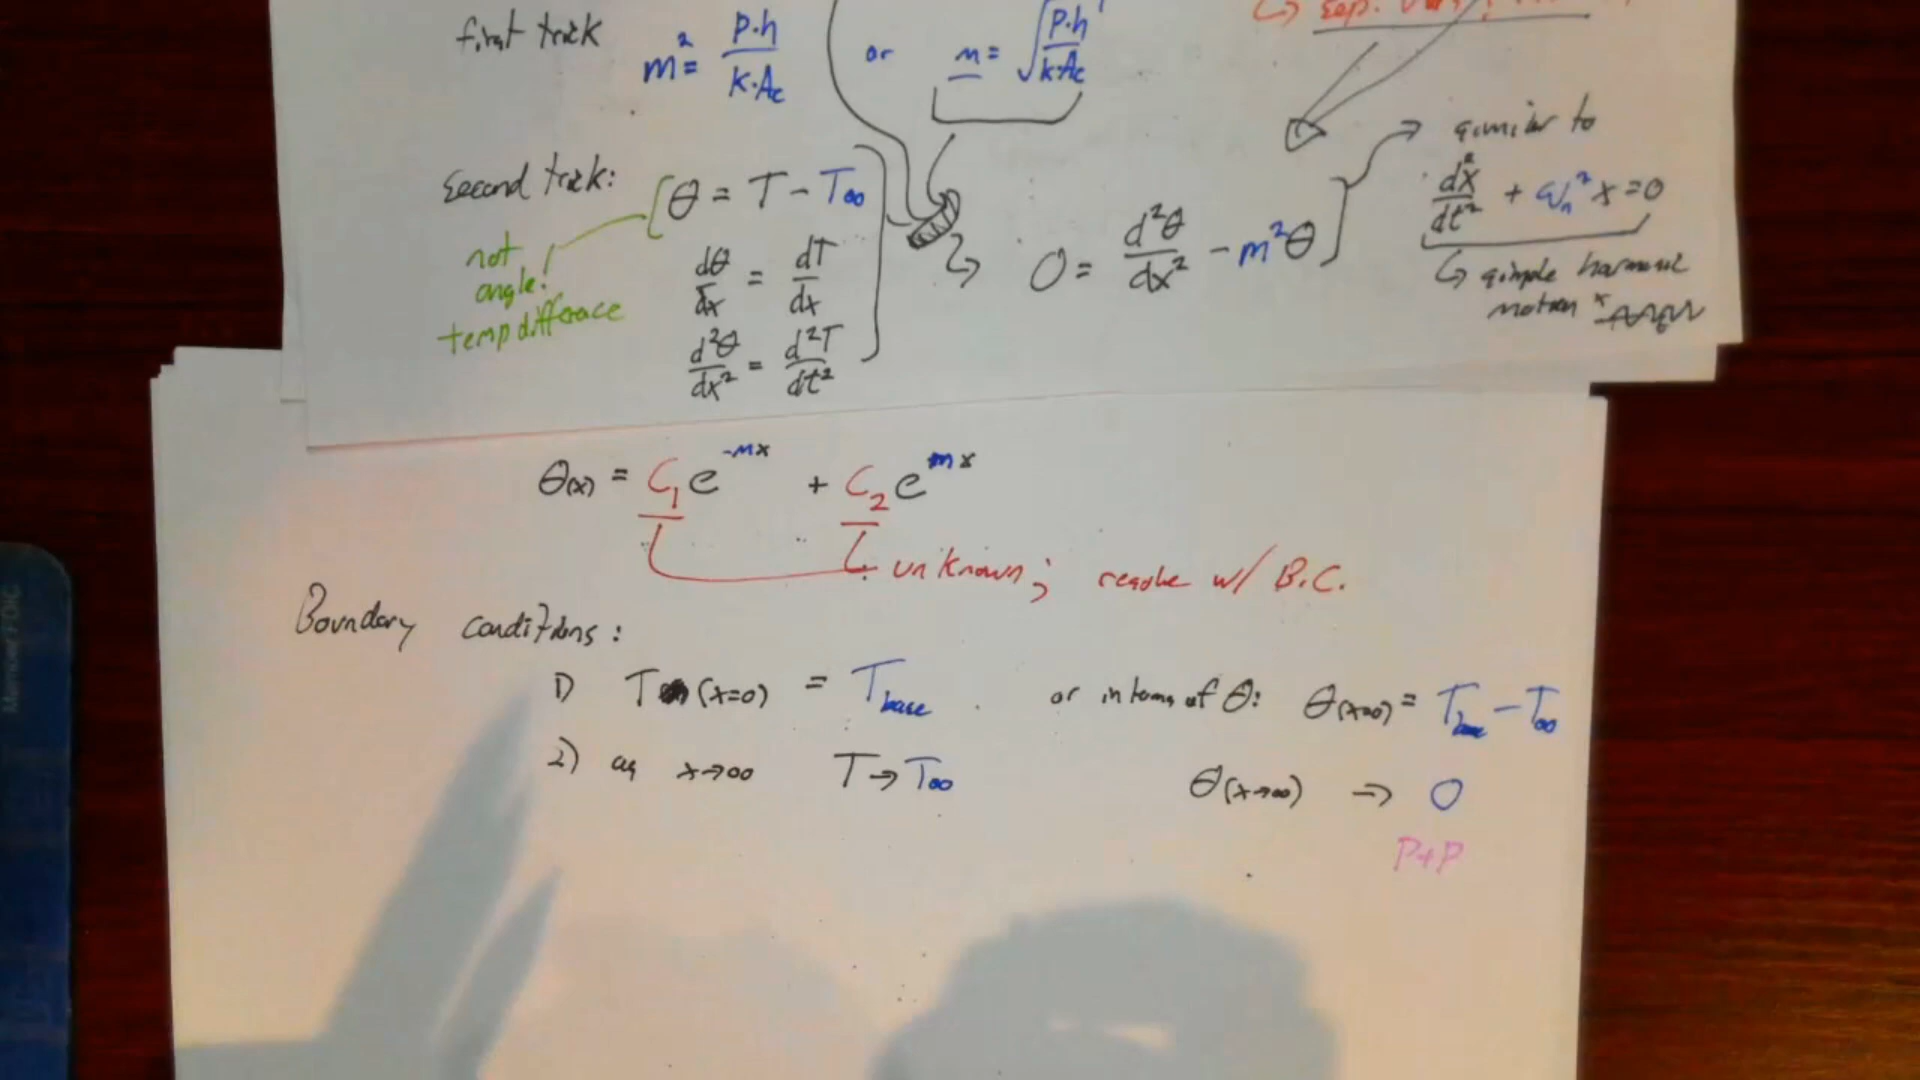 first trick m² = P·h / k·Ac or m = √(P·h / k·Ac)
similar to
second trick: θ = T − T∞
d²x/dt² + ωn² x = 0
not angle!
temp difference
dθ/dx = dT/dx
0 = d²θ/dx² − m²θ
↳ simple harmonic
motion x
d²θ/dx² = d²T/dt²
θ(x) = C₁e^-mx + C₂e^mx
unknown; resolve w/ B.C.
Boundary conditions:
1) T (x=0) = Tbase or in terms of θ: θ(x=0) = Tbase − T∞
2) as x→∞ T→T∞ θ(x→∞) ⇒ 0
P+P